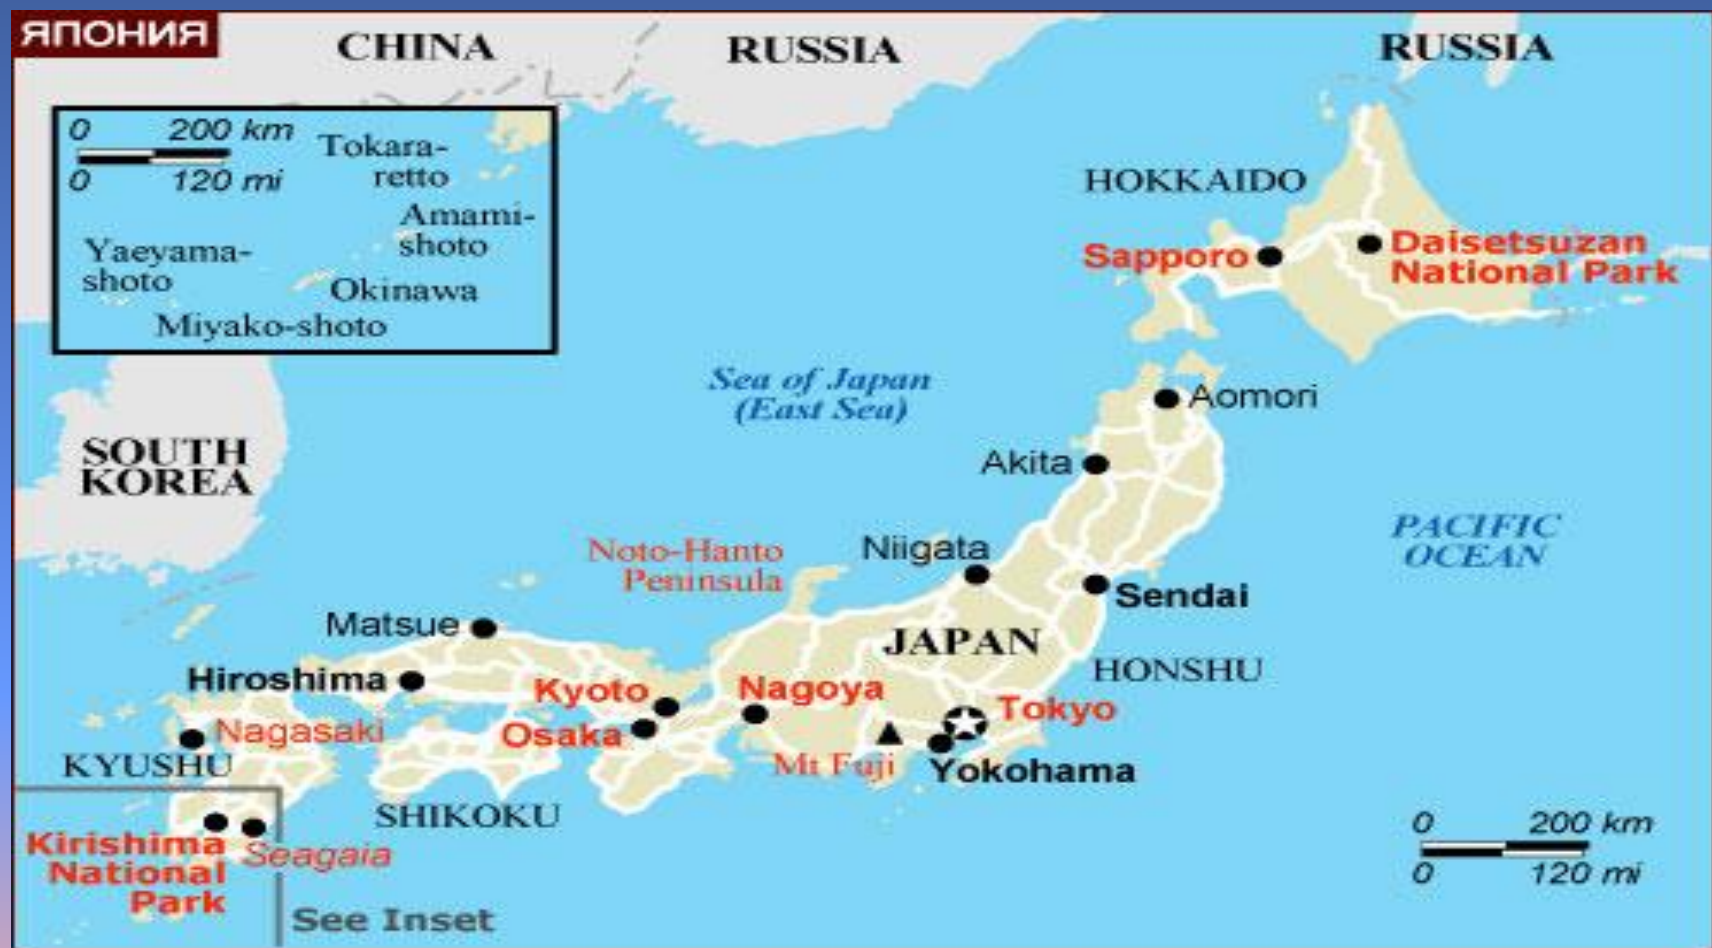 ЯПОНИЯ
CHINA
RUSSIA
RUSSIA
0 200 km
0 120 mi
Tokara-
retto
Amami-
shoto
Yaeyama-
shoto
Okinawa
Miyako-shoto
HOKKAIDO
Sapporo
Daisetsuzan
National Park
Sea of Japan
(East Sea)
Aomori
SOUTH
KOREA
Akita
PACIFIC
OCEAN
Noto-Hanto
Peninsula
Niigata
Sendai
Matsue
JAPAN
HONSHU
Hiroshima
Kyoto
Nagoya
Tokyo
Nagasaki
Osaka
Mt Fuji
Yokohama
KYUSHU
SHIKOKU
Kirishima
National
Park
Seagaia
See Inset
0 200 km
0 120 mi